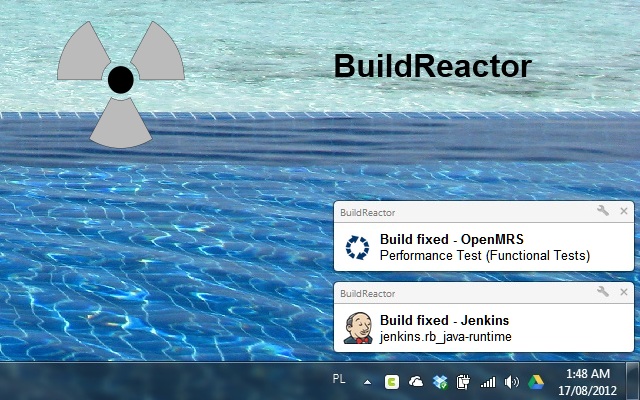 BuildReactor
BuildReactor
Build fixed - OpenMRS
Performance Test (Functional Tests)
BuildReactor
Build fixed - Jenkins
jenkins.rb_java-runtime
PL
1:48 AM
17/08/2012